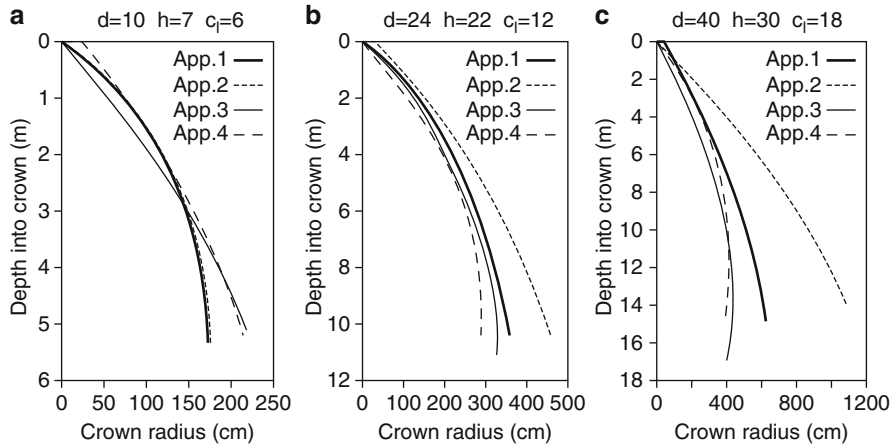 a d=10 h=7 cl=6
0
1
2
3
4
5
6
Depth into crown (m)
App.1
App.2
App.3
App.4
0 50 100 150 200 250
Crown radius (cm)
b d=24 h=22 cl=12
0
2
4
6
8
10
12
Depth into crown (m)
App.1
App.2
App.3
App.4
0 100 200 300 400 500
Crown radius (cm)
c d=40 h=30 cl=18
0
2
4
6
8
10
12
14
16
18
Depth into crown (m)
App.1
App.2
App.3
App.4
0 400 800 1200
Crown radius (cm)